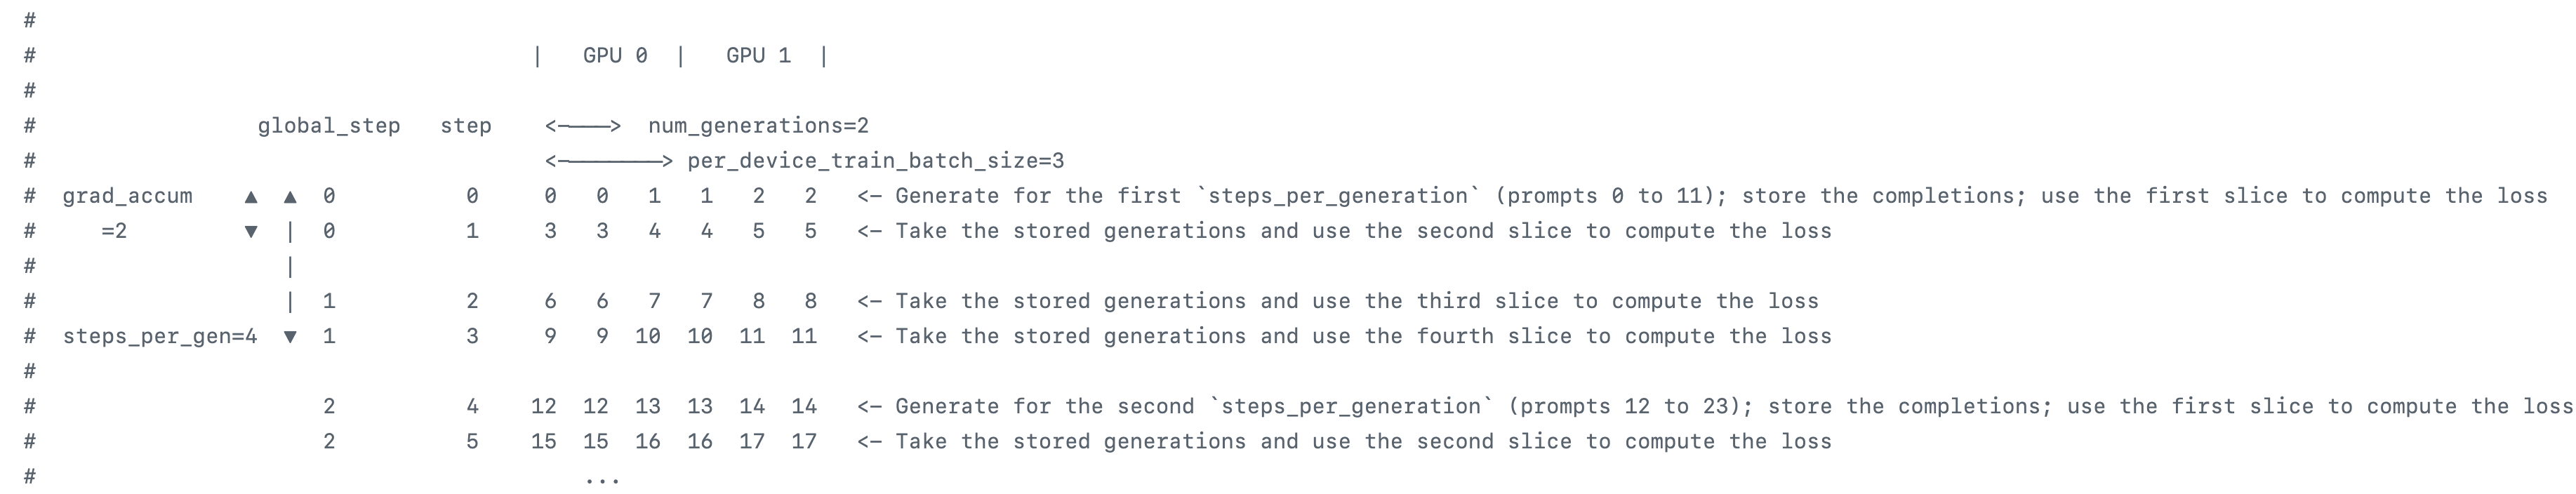 #
#                                       |   GPU 0  |   GPU 1  |
#
#                 global_step   step    <-———>  num_generations=2
#                                       <-———————> per_device_train_batch_size=3
#  grad_accum    ▲  ▲  0          0     0   0   1   1   2   2   <- Generate for the first `steps_per_generation` (prompts 0 to 11); store the completions; use the first slice to compute the loss
#     =2         ▼  |  0          1     3   3   4   4   5   5   <- Take the stored generations and use the second slice to compute the loss
#                   |
#                   |  1          2     6   6   7   7   8   8   <- Take the stored generations and use the third slice to compute the loss
#  steps_per_gen=4  ▼  1          3     9   9  10  10  11  11   <- Take the stored generations and use the fourth slice to compute the loss
#
#                      2          4    12  12  13  13  14  14   <- Generate for the second `steps_per_generation` (prompts 12 to 23); store the completions; use the first slice to compute the loss
#                      2          5    15  15  16  16  17  17   <- Take the stored generations and use the second slice to compute the loss
#                                          ...